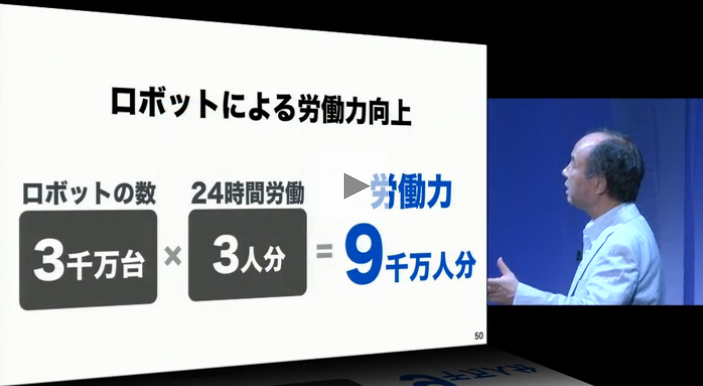 ロボットによる労働力向上
ロボットの数
24時間労働
労働力
3千万台
×
3人分
=
9千万人分
50